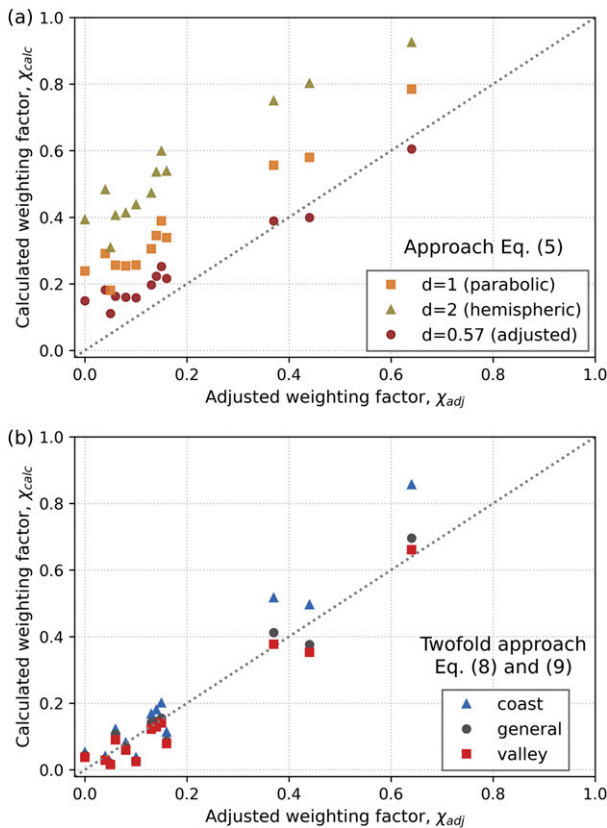 (a)
1.0
0.8
0.6
0.4
0.2
0.0
Calculated weighting factor, χcalc
Approach Eq. (5)
d=1 (parabolic)
d=2 (hemispheric)
d=0.57 (adjusted)
0.0 0.2 0.4 0.6 0.8 1.0
Adjusted weighting factor, χadj
(b)
1.0
0.8
0.6
0.4
0.2
0.0
Calculated weighting factor, χcalc
Twofold approach
Eq. (8) and (9)
coast
general
valley
0.0 0.2 0.4 0.6 0.8 1.0
Adjusted weighting factor, χadj